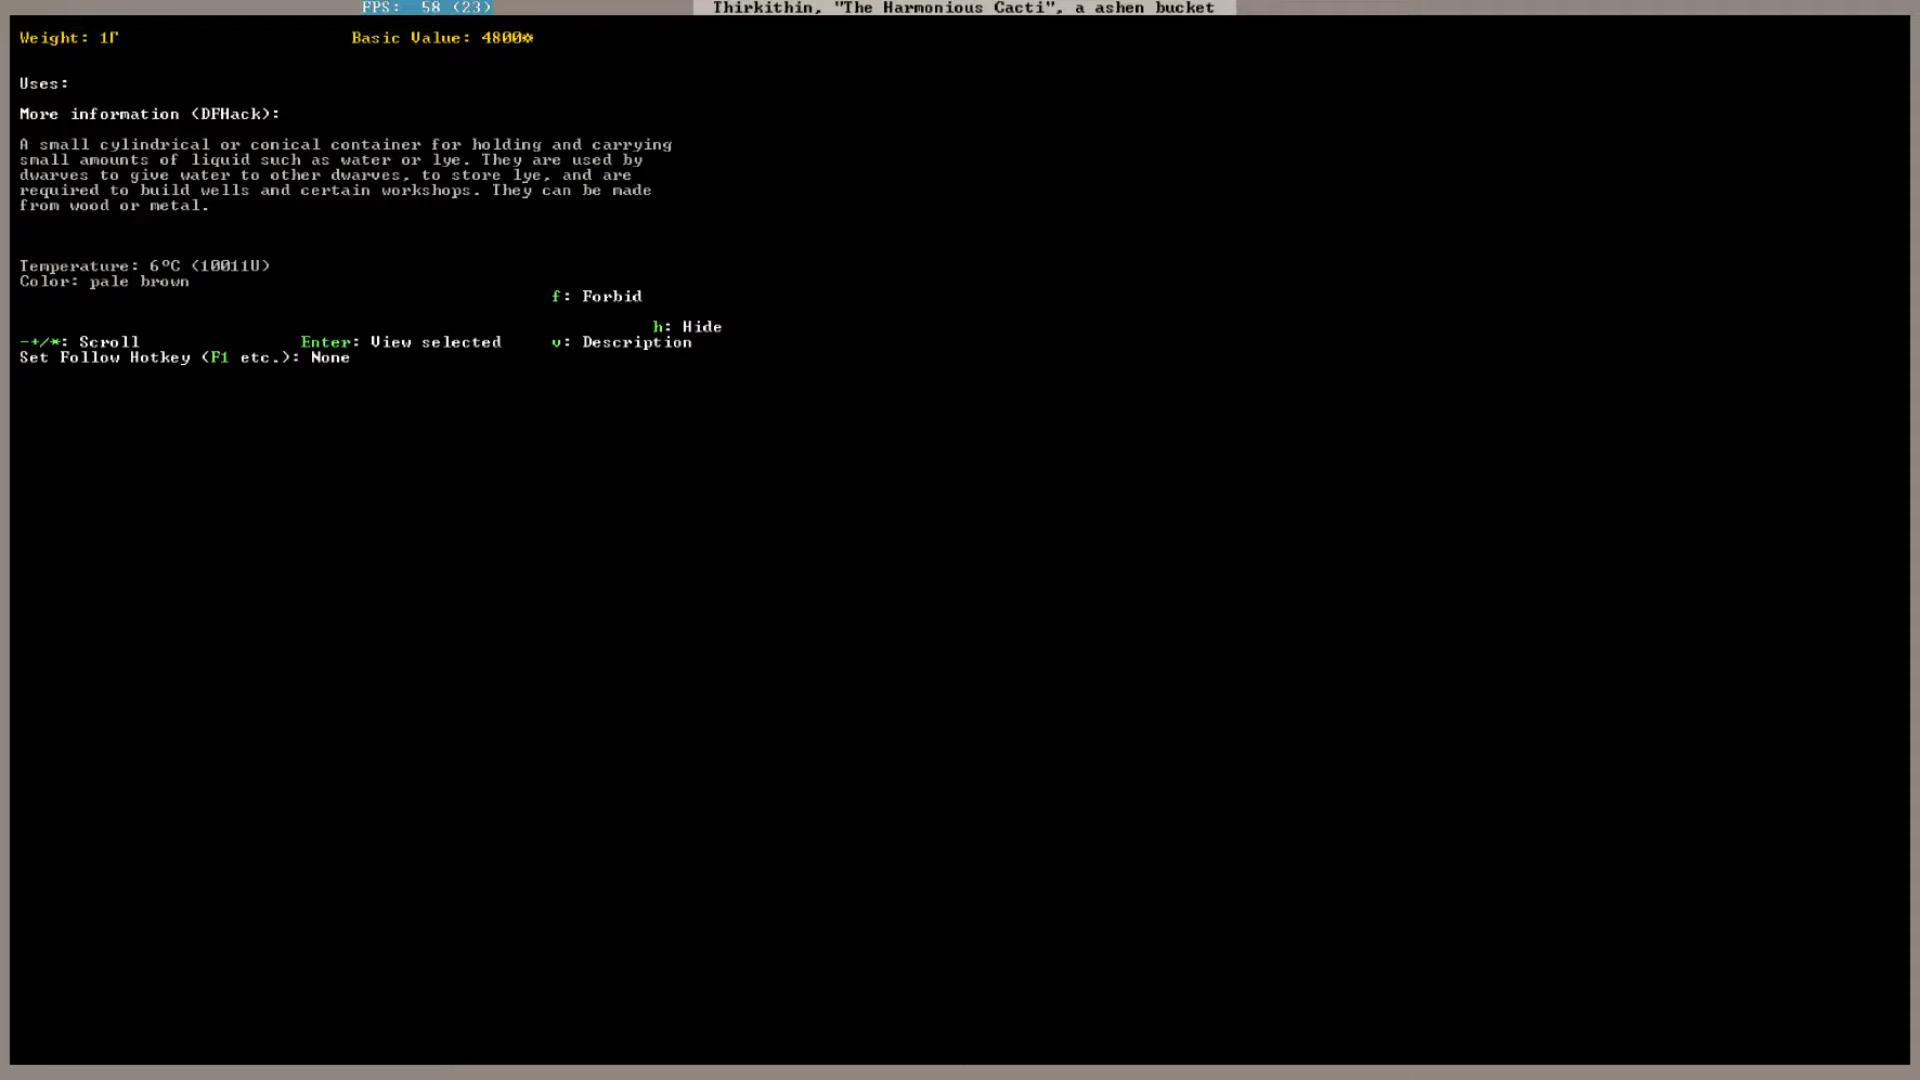 FPS: 58 (23) Thirkithin, "The Harmonious Cacti", a ashen bucket
Weight: 1Γ Basic Value: 4800☼
Uses:
More information (DFHack):
A small cylindrical or conical container for holding and carrying
small amounts of liquid such as water or lye. They are used by
dwarves to give water to other dwarves, to store lye, and are
required to build wells and certain workshops. They can be made
from wood or metal.
Temperature: 6°C (10011U)
Color: pale brown
f: Forbid
h: Hide
-+/*: Scroll Enter: View selected v: Description
Set Follow Hotkey (F1 etc.): None